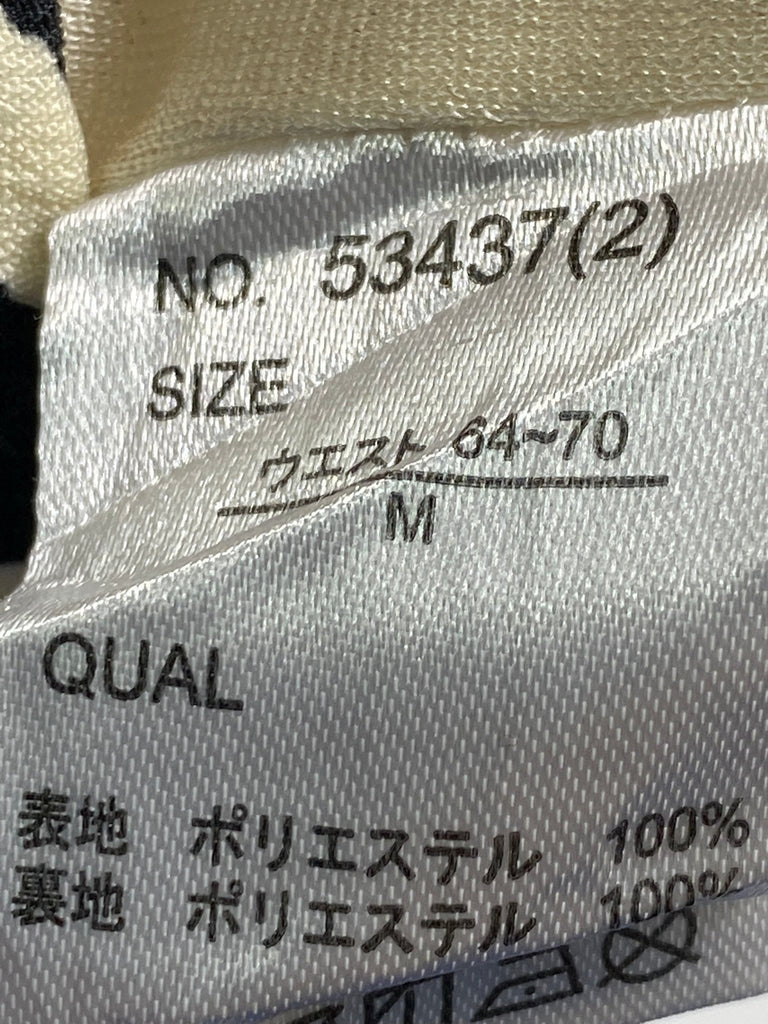 NO. 53437(2)
SIZE
ウエスト 64~70
M
QUAL
表地 ポリエステル 100%
裏地 ポリエステル 100%